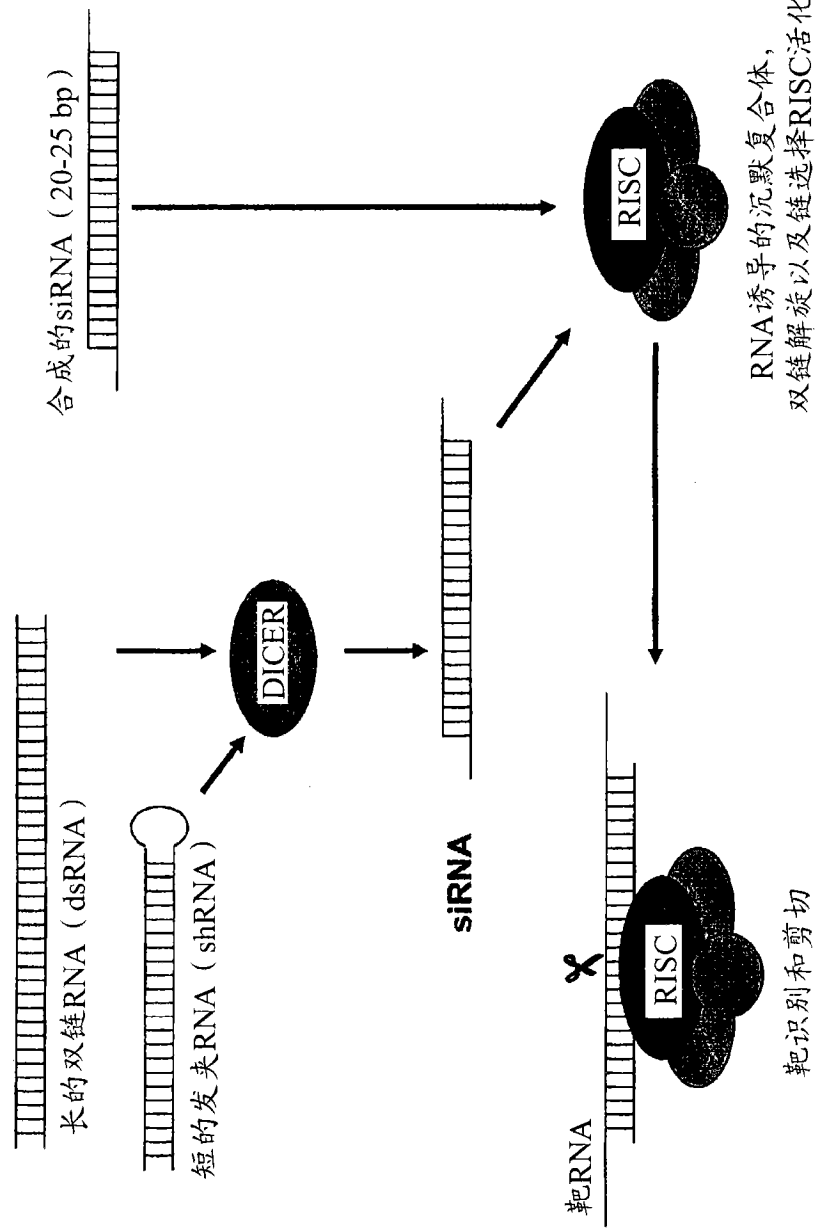 长的双链RNA（dsRNA）
短的发夹RNA（shRNA）
合成的siRNA（20-25 bp）
DICER
siRNA
RISC
RNA诱导的沉默复合体，
双链解旋以及链选择RISC活化
靶RNA
RISC
靶识别和剪切